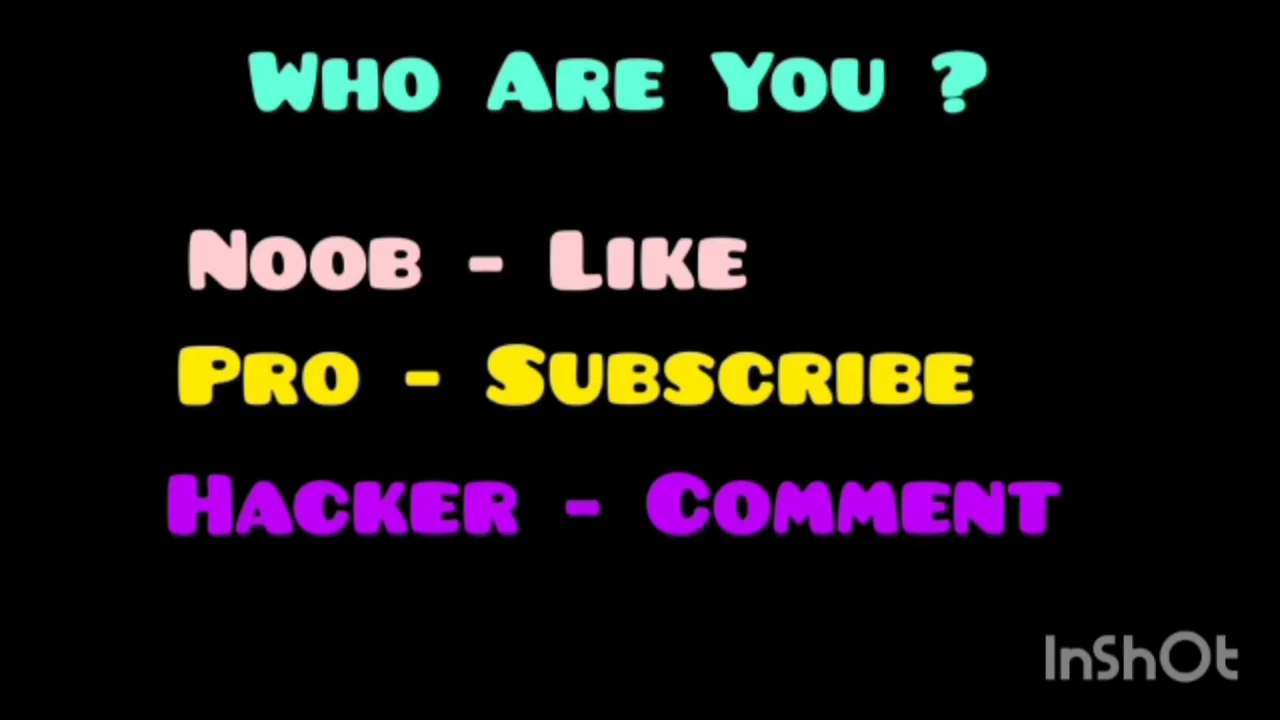 Who Are You ?
Noob - Like
Pro - Subscribe
Hacker - Comment
InShOt